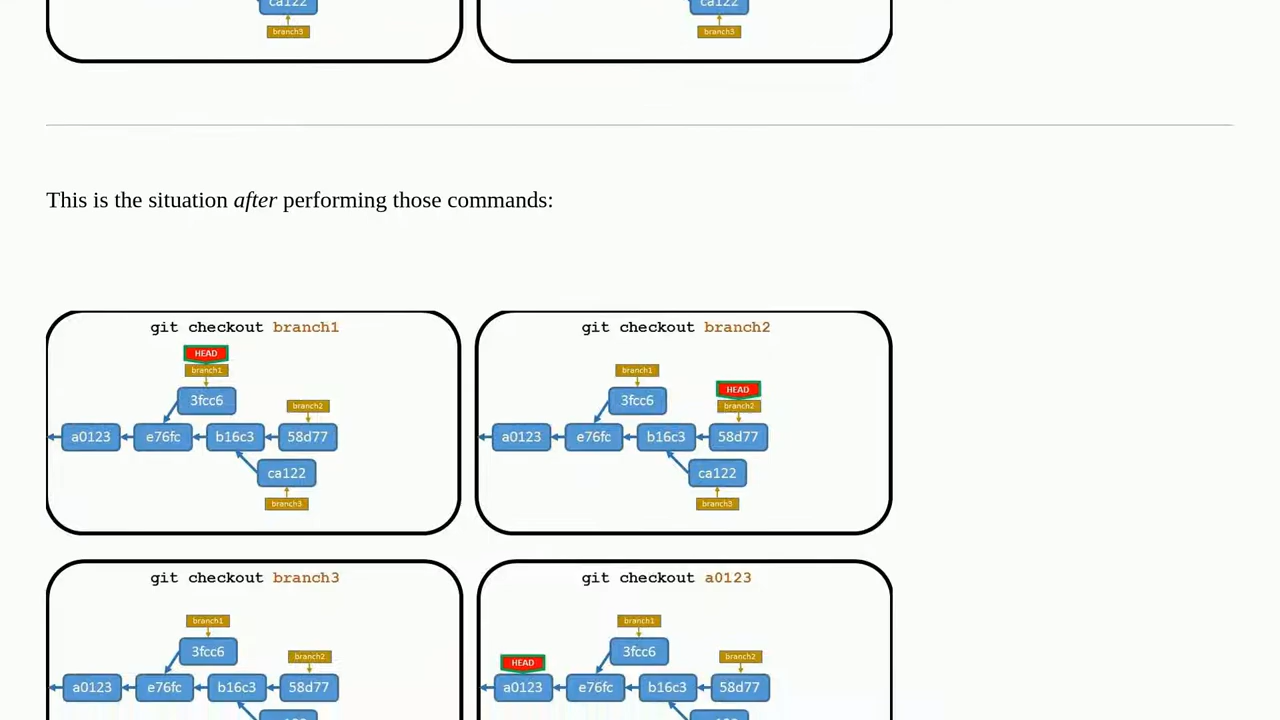 ca122 ca122
branch3 branch3
This is the situation after performing those commands:
git checkout branch1
HEAD
branch1
3fcc6
branch2
a0123 e76fc b16c3 58d77
ca122
branch3
git checkout branch2
branch1
HEAD
3fcc6
branch2
a0123 e76fc b16c3 58d77
ca122
branch3
git checkout branch3
branch1
3fcc6
branch2
a0123 e76fc b16c3 58d77
git checkout a0123
branch1
3fcc6
HEAD
branch2
a0123 e76fc b16c3 58d77